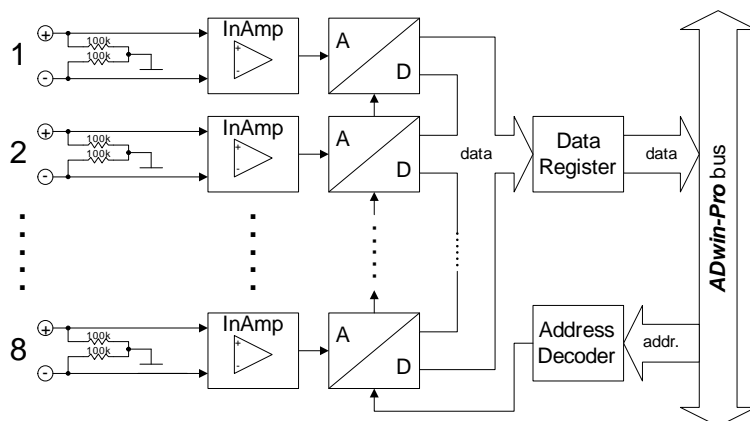 1
+
-
100k
100k
InAmp
+
-
A
D
2
+
-
100k
100k
InAmp
+
-
A
D
data
Data
Register
data
8
+
-
100k
100k
InAmp
+
-
A
D
Address
Decoder
addr.
ADwin-Pro bus